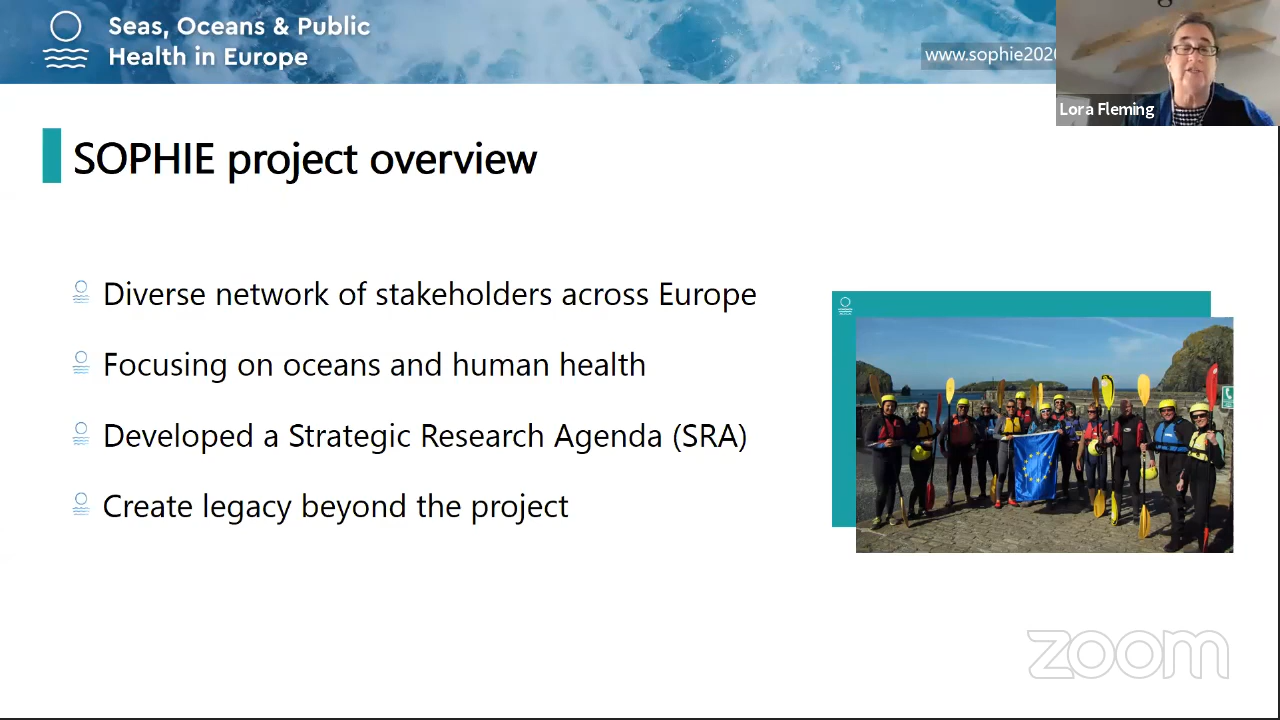 Seas, Oceans & Public
Health in Europe
www.sophie2020
Lora Fleming
SOPHIE project overview
Diverse network of stakeholders across Europe
Focusing on oceans and human health
Developed a Strategic Research Agenda (SRA)
Create legacy beyond the project
zoom